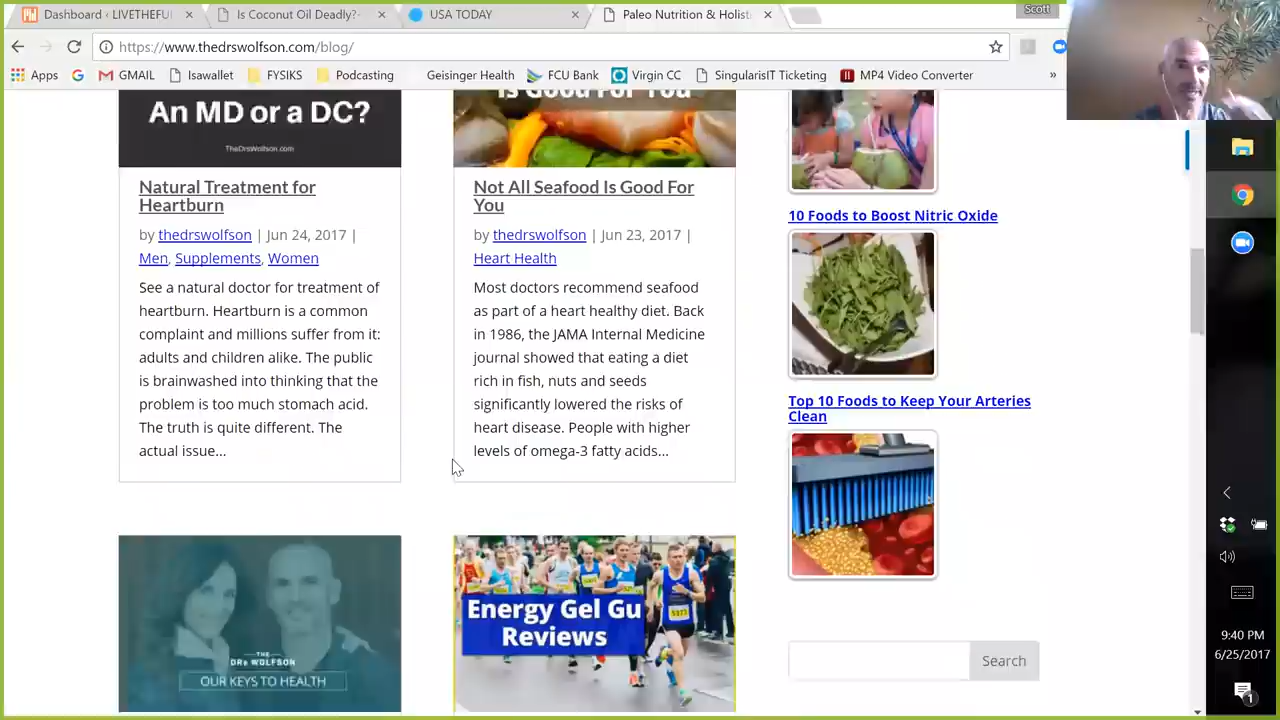 Dashboard ‹ LIVETHEFUL
Is Coconut Oil Deadly?-
USA TODAY
Paleo Nutrition & Holist
Scott
https://www.thedrswolfson.com/blog/
Apps
GMAIL
Isawallet
FYSIKS
Podcasting
Geisinger Health
FCU Bank
Virgin CC
SingularisIT Ticketing
MP4 Video Converter
»
An MD or a DC?
TheDrsWolfson.com
Natural Treatment for
Heartburn
by thedrswolfson | Jun 24, 2017 |
Men, Supplements, Women
See a natural doctor for treatment of
heartburn. Heartburn is a common
complaint and millions suffer from it:
adults and children alike. The public
is brainwashed into thinking that the
problem is too much stomach acid.
The truth is quite different. The
actual issue...
Is Good For You
Not All Seafood Is Good For
You
by thedrswolfson | Jun 23, 2017 |
Heart Health
Most doctors recommend seafood
as part of a heart healthy diet. Back
in 1986, the JAMA Internal Medicine
journal showed that eating a diet
rich in fish, nuts and seeds
significantly lowered the risks of
heart disease. People with higher
levels of omega-3 fatty acids...
10 Foods to Boost Nitric Oxide
Top 10 Foods to Keep Your Arteries
Clean
Search
THE
DRS WOLFSON
OUR KEYS TO HEALTH
Energy Gel Gu
Reviews
5373
9:40 PM
6/25/2017
1